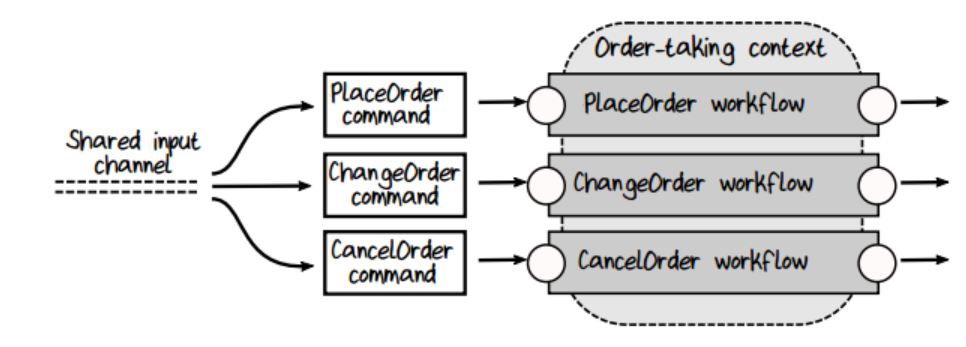 Order-taking context
Shared input
channel
PlaceOrder
command
PlaceOrder workflow
ChangeOrder
command
ChangeOrder workflow
CancelOrder
command
CancelOrder workflow